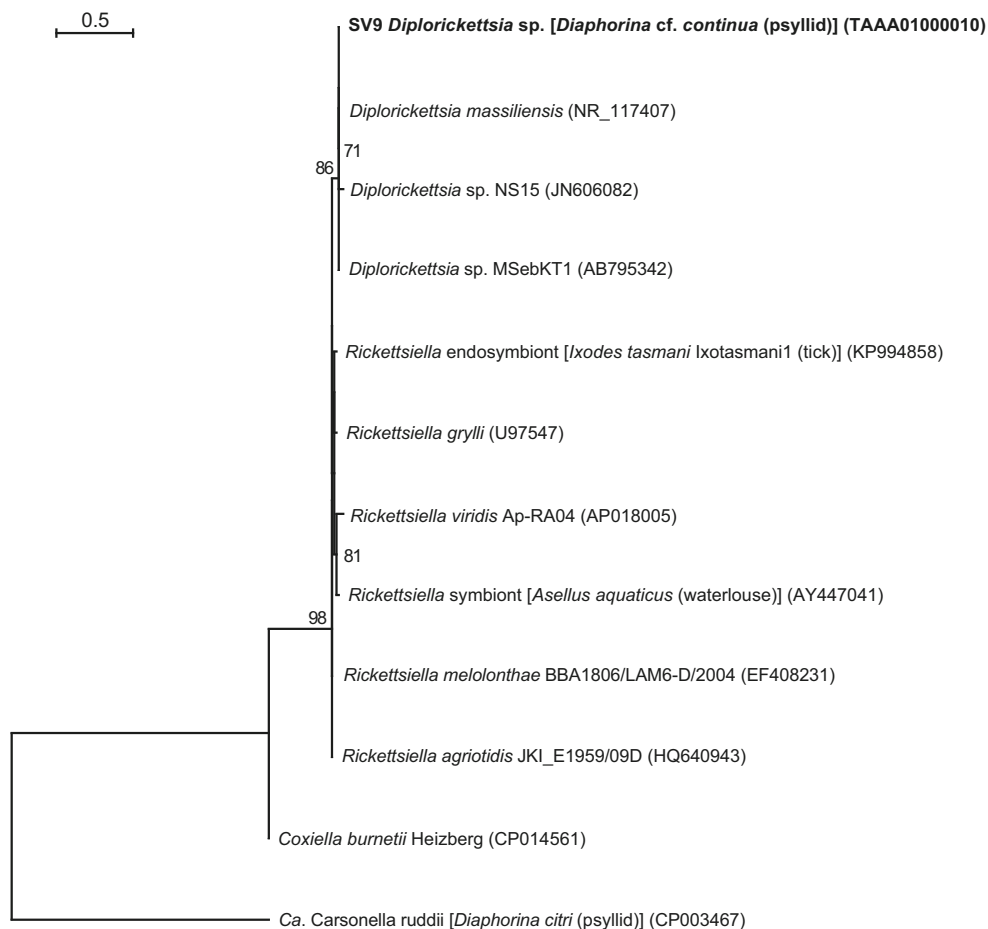 0.5
SV9 Diplorickettsia sp. [Diaphorina cf. continua (psyllid)] (TAAA01000010)
Diplorickettsia massiliensis (NR_117407)
71
86
Diplorickettsia sp. NS15 (JN606082)
Diplorickettsia sp. MSebKT1 (AB795342)
Rickettsiella endosymbiont [Ixodes tasmani Ixotasmani1 (tick)] (KP994858)
Rickettsiella grylli (U97547)
Rickettsiella viridis Ap-RA04 (AP018005)
81
Rickettsiella symbiont [Asellus aquaticus (waterlouse)] (AY447041)
98
Rickettsiella melolonthae BBA1806/LAM6-D/2004 (EF408231)
Rickettsiella agriotidis JKI_E1959/09D (HQ640943)
Coxiella burnetii Heizberg (CP014561)
Ca. Carsonella ruddii [Diaphorina citri (psyllid)] (CP003467)